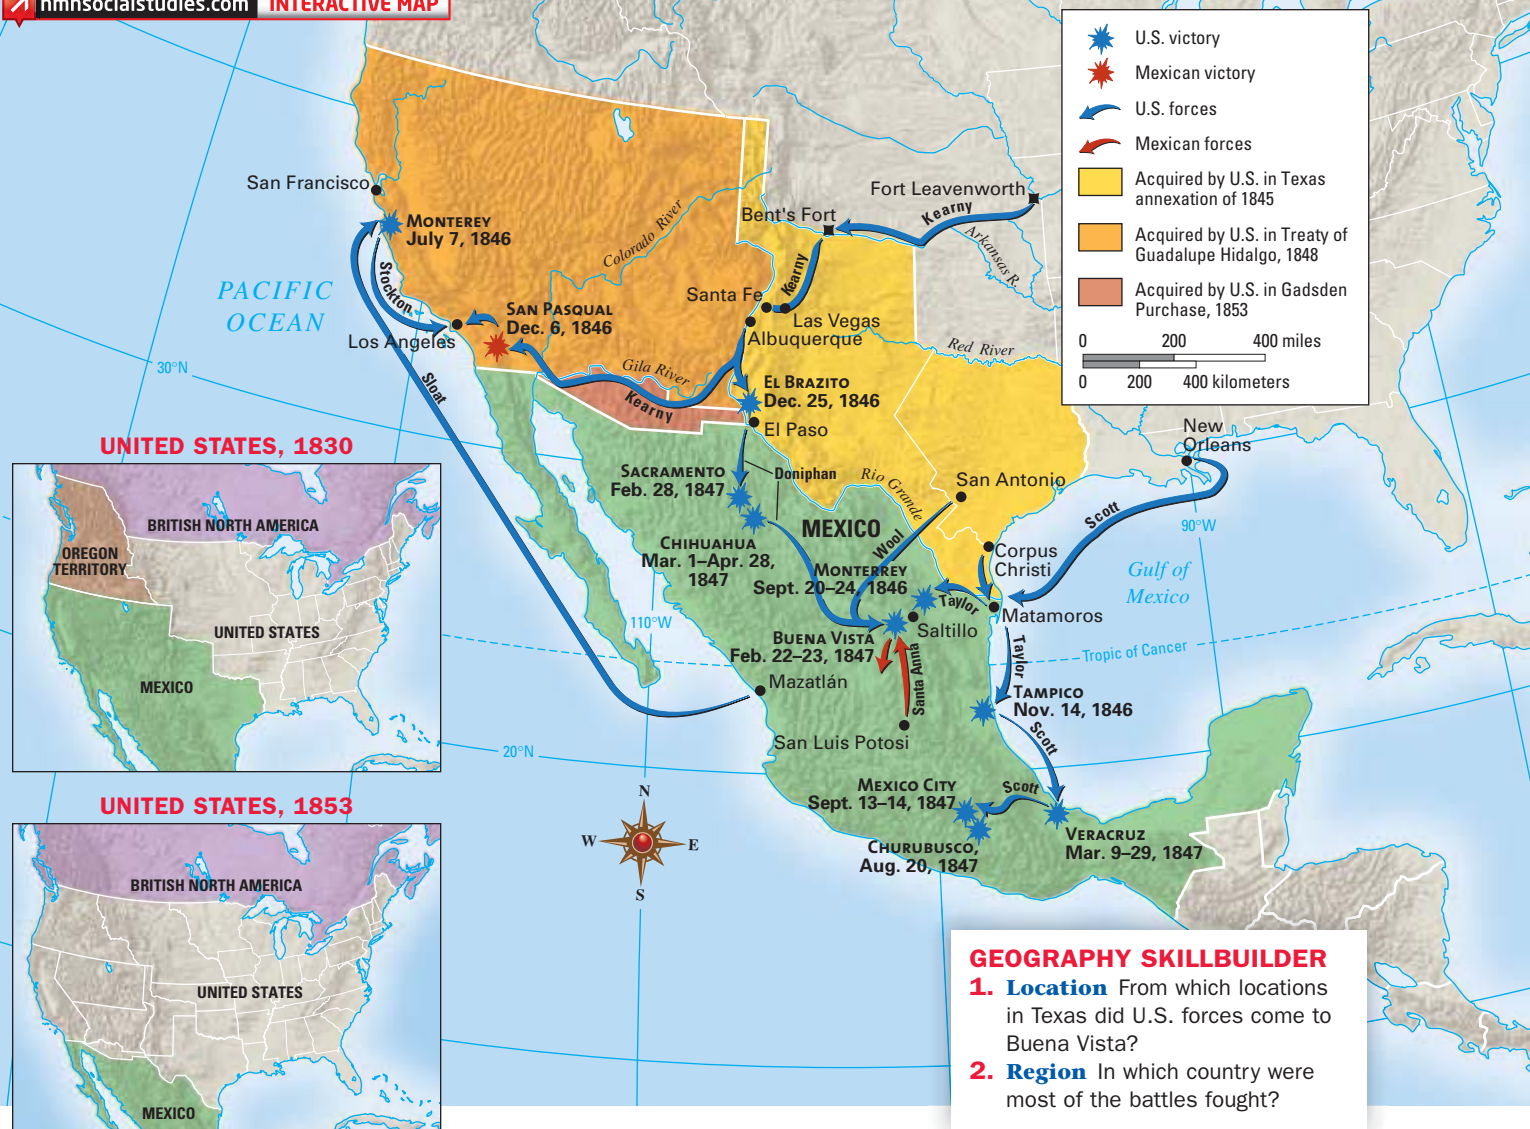 hmhsocialstudies.com INTERACTIVE MAP
U.S. victory
Mexican victory
U.S. forces
Mexican forces
Acquired by U.S. in Texas
annexation of 1845
Acquired by U.S. in Treaty of
Guadalupe Hidalgo, 1848
Acquired by U.S. in Gadsden
Purchase, 1853
0 200 400 miles
0 200 400 kilometers
San Francisco
MONTEREY
July 7, 1846
PACIFIC
OCEAN
Stockton
Los Angeles
Sloat
30°N
SAN PASQUAL
Dec. 6, 1846
Colorado River
Gila River
Kearny
Fort Leavenworth
Kearny
Arkansas R.
Bent's Fort
Kearny
Santa Fe
Las Vegas
Albuquerque
Red River
EL BRAZITO
Dec. 25, 1846
El Paso
SACRAMENTO
Feb. 28, 1847
Doniphan
Rio Grande
San Antonio
New
Orleans
Scott
90°W
MEXICO
CHIHUAHUA
Mar. 1–Apr. 28,
1847
Wool
MONTERREY
Sept. 20–24, 1846
Corpus
Christi
Gulf of
Mexico
Taylor
Matamoros
Saltillo
110°W
BUENA VISTA
Feb. 22–23, 1847
Santa Anna
Taylor
Tropic of Cancer
Mazatlán
TAMPICO
Nov. 14, 1846
San Luis Potosi
Scott
20°N
MEXICO CITY
Sept. 13–14, 1847
Scott
VERACRUZ
Mar. 9–29, 1847
CHURUBUSCO,
Aug. 20, 1847
N
W E
S
UNITED STATES, 1830
BRITISH NORTH AMERICA
OREGON
TERRITORY
UNITED STATES
MEXICO
UNITED STATES, 1853
BRITISH NORTH AMERICA
UNITED STATES
MEXICO
GEOGRAPHY SKILLBUILDER
1. Location From which locations
in Texas did U.S. forces come to
Buena Vista?
2. Region In which country were
most of the battles fought?